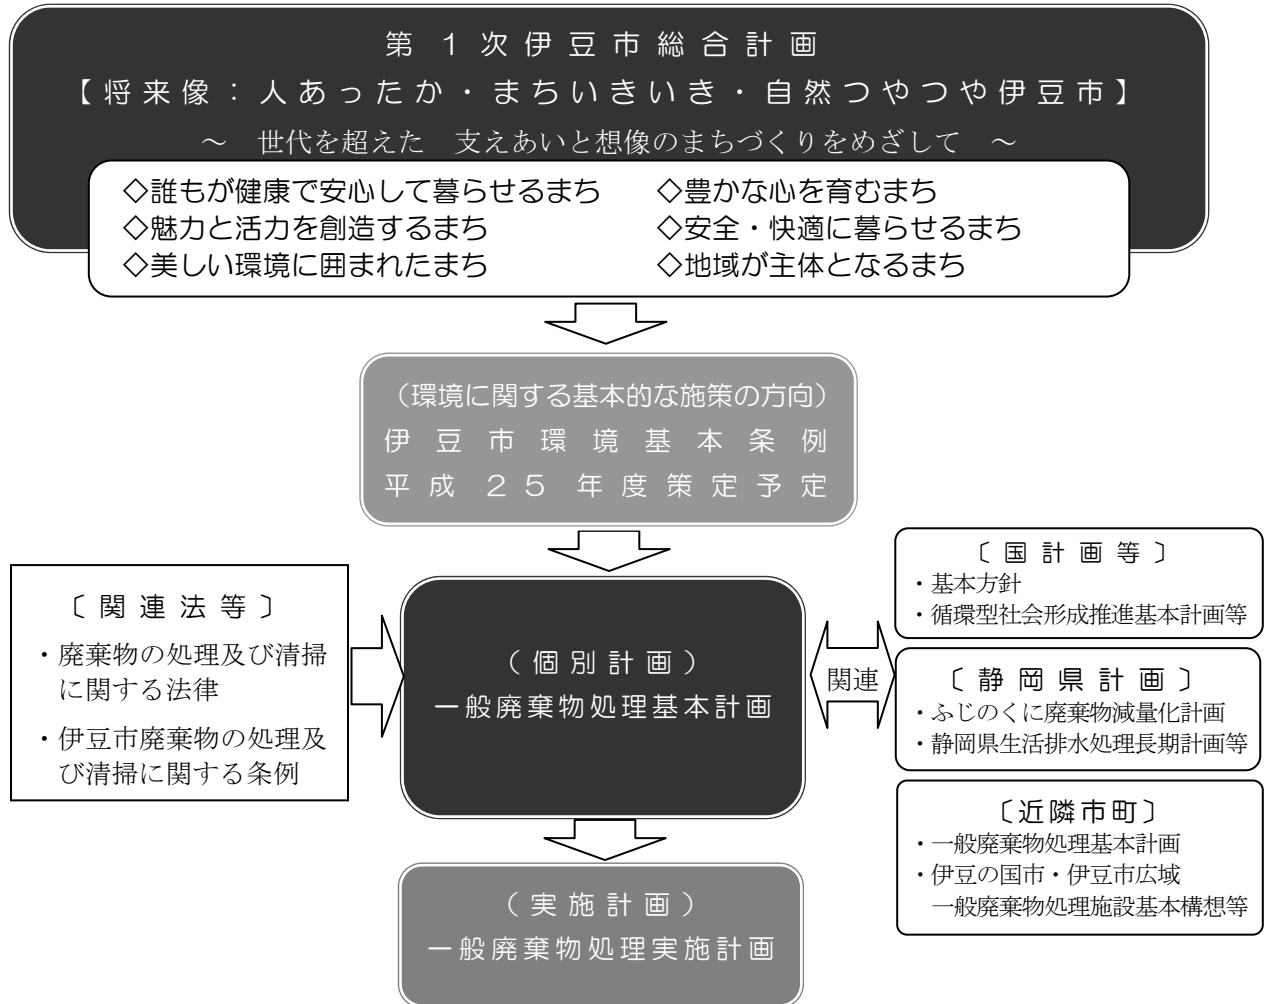 第１次伊豆市総合計画
【将来像：人あったか・まちいきいき・自然つやつや伊豆市】
～　世代を超えた　支えあいと想像のまちづくりをめざして　～
◇誰もが健康で安心して暮らせるまち　◇豊かな心を育むまち
◇魅力と活力を創造するまち　◇安全・快適に暮らせるまち
◇美しい環境に囲まれたまち　◇地域が主体となるまち
（環境に関する基本的な施策の方向）
伊豆市環境基本条例
平成２５年度策定予定
〔関連法等〕
・廃棄物の処理及び清掃
に関する法律
・伊豆市廃棄物の処理及
び清掃に関する条例
（個別計画）
一般廃棄物処理基本計画
関連
〔国計画等〕
・基本方針
・循環型社会形成推進基本計画等
〔静岡県計画〕
・ふじのくに廃棄物減量化計画
・静岡県生活排水処理長期計画等
〔近隣市町〕
・一般廃棄物処理基本計画
・伊豆の国市・伊豆市広域
一般廃棄物処理施設基本構想等
（実施計画）
一般廃棄物処理実施計画